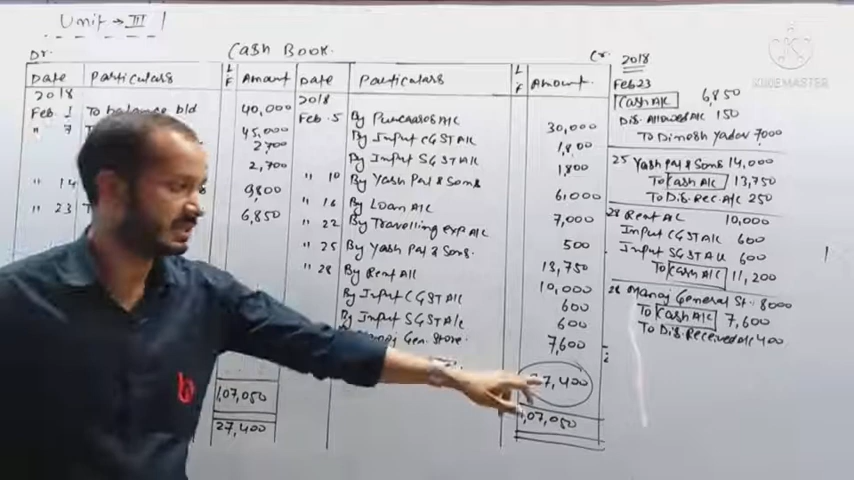 Unit → III
Cash Book.
Dr.
Cr.
Date Particulars L F Amount Date Particulars L F Amount
2018 2018
Feb. 1 To balance b/d 40,000 Feb. 5 By Purchases A/c 30,000
" 7 45,000 By Input CGST A/c 1,800
2,700 By Input SGST A/c 1,800
2,700 " 10 By Yash Pal & Sons 6,000
" 14 9,800 " 16 By Loan A/c 7,000
" 23 6,850 " 22 By Travelling exp A/c 500
" 25 By Yash Pal & Sons. 13,750
" 28 By Rent A/c 10,000
By Input CGST A/c 600
By Input SGST A/c 600
Gen. Store. 7,600
7,400
1,07,050 1,07,050
27,400
2018
Feb 23
Cash A/c 6,850
Dis. Allowed A/c 150
To Dinesh Yadav 7,000
25 Yash Pal & Sons 14,000
To Cash A/c 13,750
To Dis. Rec. A/c 250
28 Rent A/c 10,000
Input CGST A/c 600
Input SGST A/c 600
To Cash A/c 11,200
28 Manoj General St. 8000
To Cash A/c 7,600
To Dis. Received A/c 400
KINEMASTER